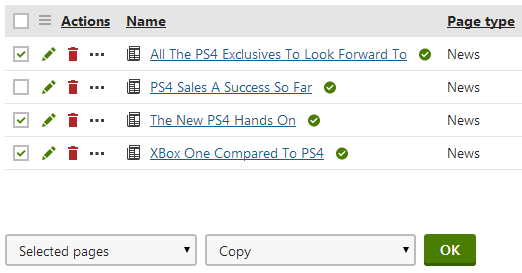 Actions Name Page type
All The PS4 Exclusives To Look Forward To News
PS4 Sales A Success So Far News
The New PS4 Hands On News
XBox One Compared To PS4 News
Selected pages Copy OK